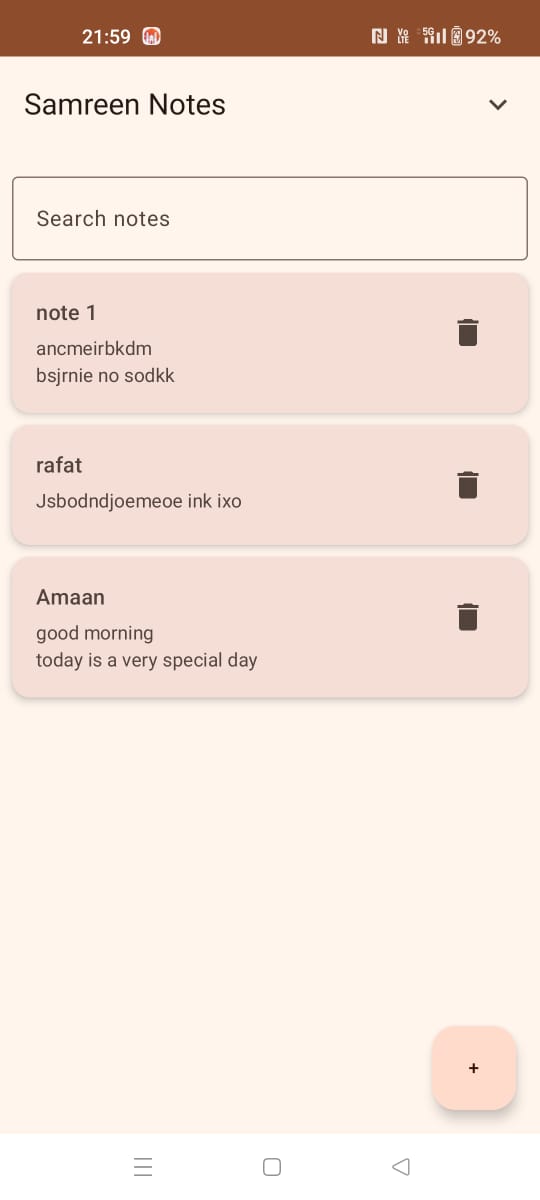 21:59 Vo LTE 5G 92%
Samreen Notes
Search notes
note 1
ancmeirbkdm
bsjrnie no sodkk
rafat
Jsbodndjoemeoe ink ixo
Amaan
good morning
today is a very special day
+